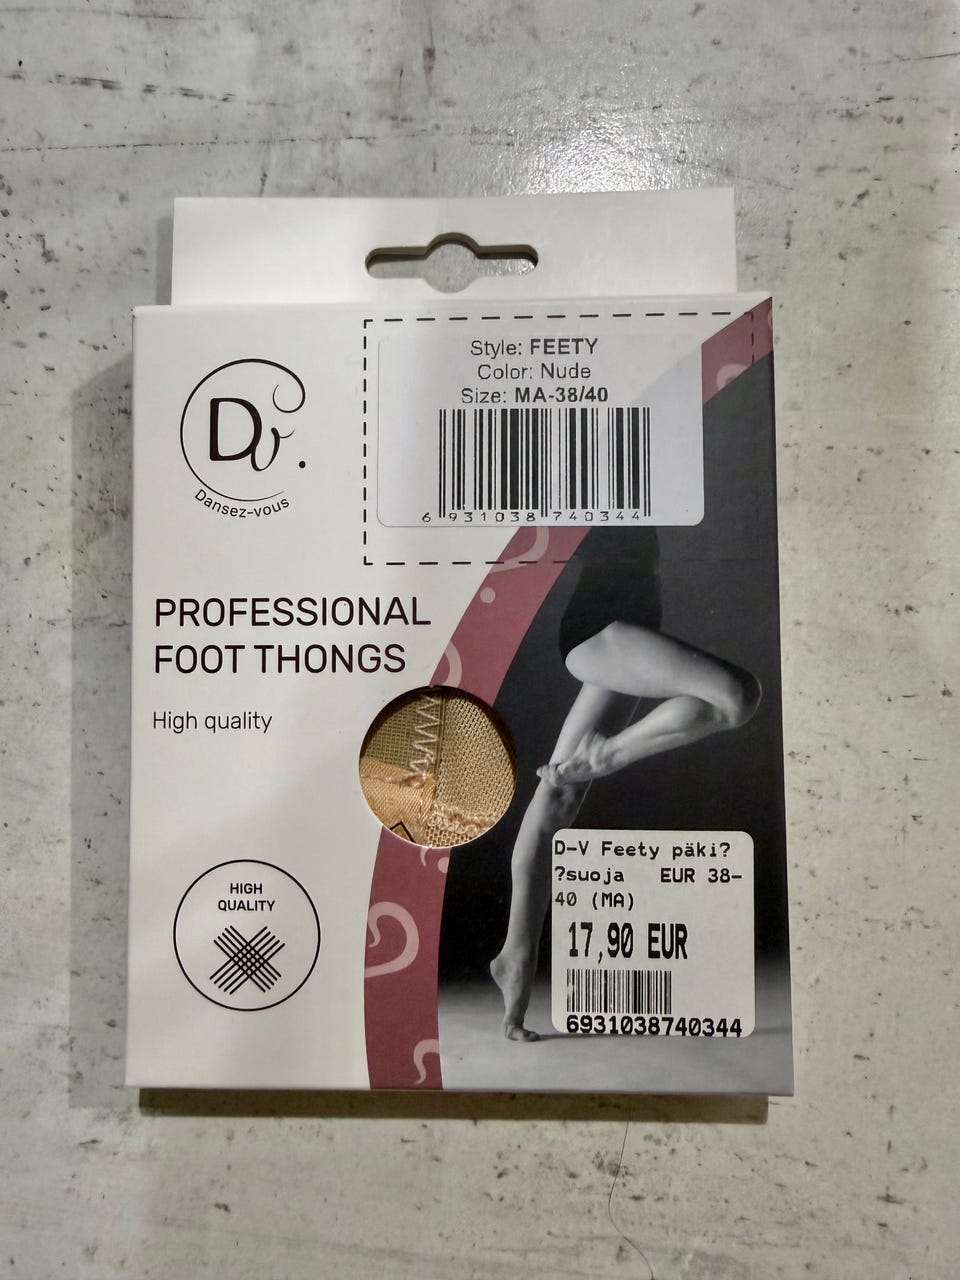 Style: FEETY
Color: Nude
Size: MA-38/40
6 931038 740344
Dv.
Dansez-vous
PROFESSIONAL
FOOT THONGS
High quality
HIGH
QUALITY
D-V Feety päki?
?suoja EUR 38-
40 (MA)
17,90 EUR
6931038740344